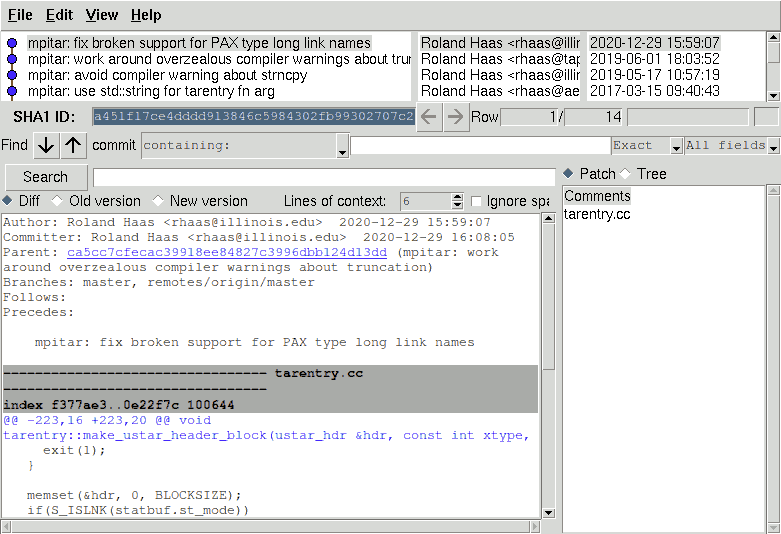 File Edit View Help
mpitar: fix broken support for PAX type long link names Roland Haas <rhaas@illin 2020-12-29 15:59:07
mpitar: work around overzealous compiler warnings about trun Roland Haas <rhaas@tap 2019-06-01 18:03:52
mpitar: avoid compiler warning about strncpy Roland Haas <rhaas@illin 2019-05-17 10:57:19
mpitar: use std::string for tarentry fn arg Roland Haas <rhaas@ae 2017-03-15 09:40:43
SHA1 ID: a451f17ce4dddd913846c5984302fb99302707c2 Row 1/ 14
Find commit containing: Exact All fields
Search
Patch Tree
Diff Old version New version Lines of context: 6 Ignore spa
Comments
tarentry.cc
Author: Roland Haas <rhaas@illinois.edu> 2020-12-29 15:59:07
Committer: Roland Haas <rhaas@illinois.edu> 2020-12-29 16:08:05
Parent: ca5cc7cfecac39918ee84827c3996dbb124d13dd (mpitar: work
around overzealous compiler warnings about truncation)
Branches: master, remotes/origin/master
Follows:
Precedes:
mpitar: fix broken support for PAX type long link names
-------------------------------- tarentry.cc
--------------------------------
index f377ae3..0e22f7c 100644
@@ -223,16 +223,20 @@ void
tarentry::make_ustar_header_block(ustar_hdr &hdr, const int xtype,
exit(1);
}
memset(&hdr, 0, BLOCKSIZE);
if(S_ISLNK(statbuf.st_mode))